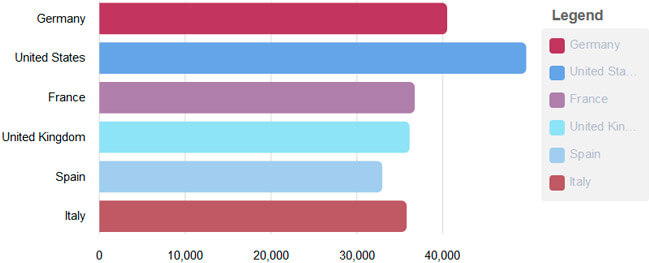 Germany
United States
France
United Kingdom
Spain
Italy
0 10,000 20,000 30,000 40,000
Legend
Germany
United Sta...
France
United Kin...
Spain
Italy